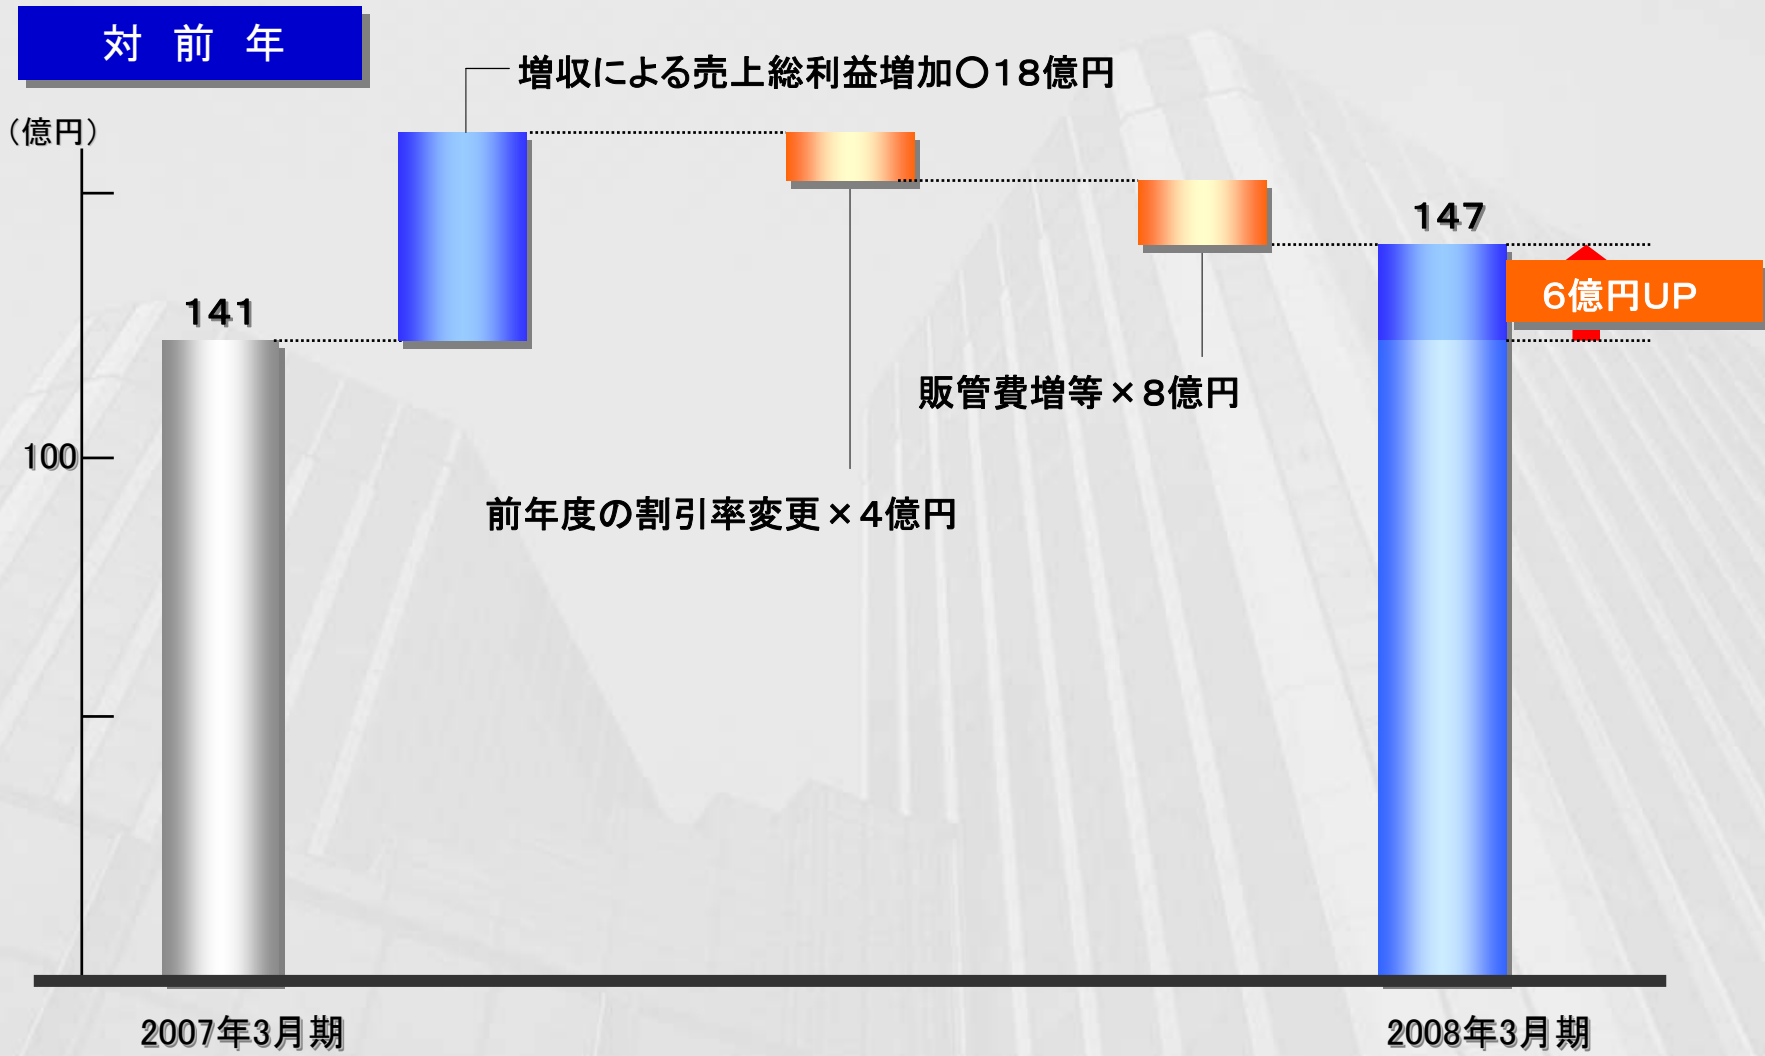 対 前 年
増収による売上総利益増加〇18億円
(億円)
147
6億円UP
141
販管費増等×8億円
100
前年度の割引率変更×4億円
2007年3月期
2008年3月期